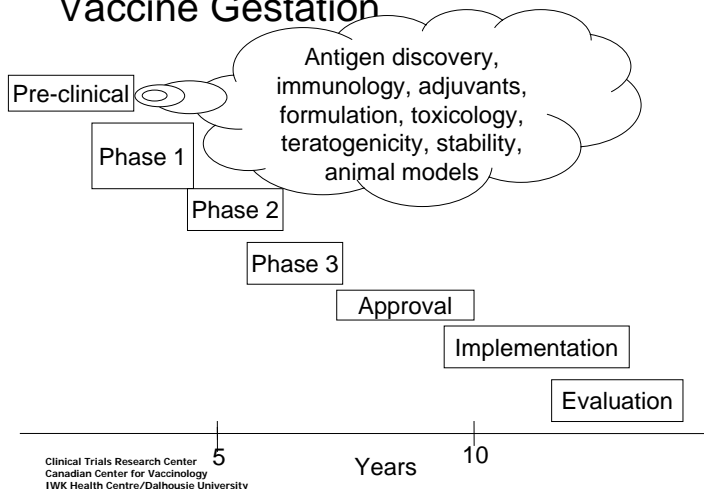 Vaccine Gestation
Antigen discovery,
immunology, adjuvants,
formulation, toxicology,
teratogenicity, stability,
animal models
Pre-clinical
Phase 1
Phase 2
Phase 3
Approval
Implementation
Evaluation
5
10
Years
Clinical Trials Research Center
Canadian Center for Vaccinology
IWK Health Centre/Dalhousie University